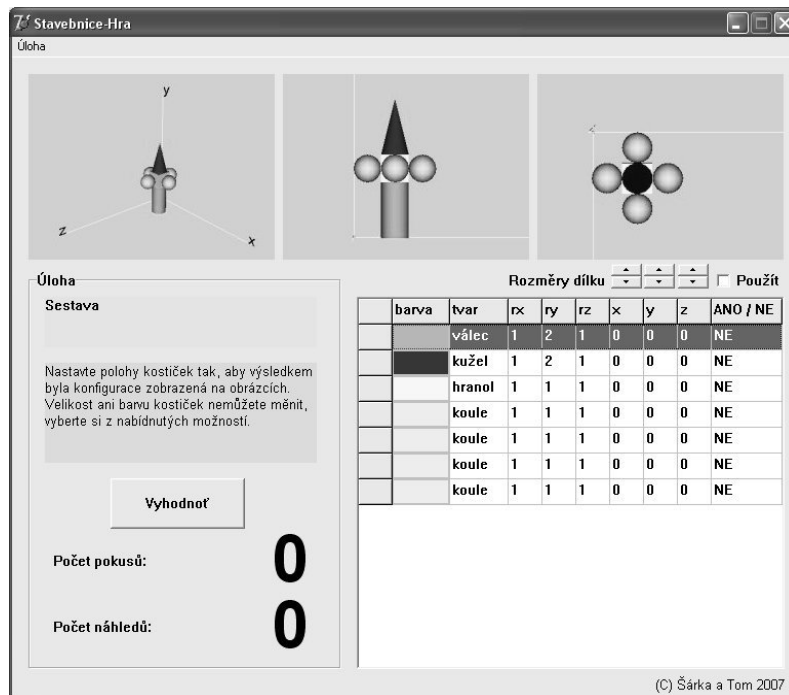 Stavebnice-Hra
Úloha
y
z
x
Rozměry dílku
Použít
Úloha
Sestava
Nastavte polohy kostiček tak, aby výsledkem
byla konfigurace zobrazená na obrázcích.
Velikost ani barvu kostiček nemůžete měnit,
vyberte si z nabídnutých možností.
Vyhodnoť
Počet pokusů: 0
Počet náhledů: 0
barva tvar rx ry rz x y z ANO / NE
válec 1 2 1 0 0 0 NE
kužel 1 2 1 0 0 0 NE
hranol 1 1 1 0 0 0 NE
koule 1 1 1 0 0 0 NE
koule 1 1 1 0 0 0 NE
koule 1 1 1 0 0 0 NE
koule 1 1 1 0 0 0 NE
(C) Šárka a Tom 2007